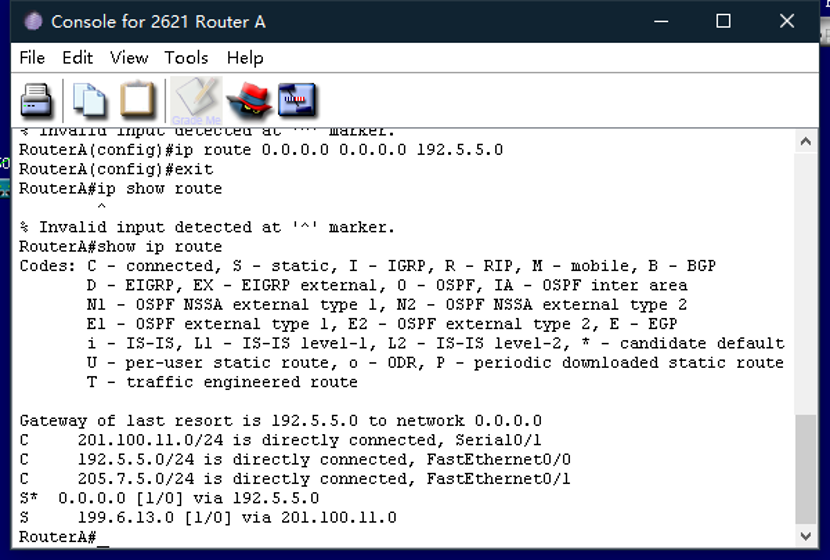 Console for 2621 Router A
File Edit View Tools Help
Grade Me
% Invalid input detected at '^' marker.
RouterA(config)#ip route 0.0.0.0 0.0.0.0 192.5.5.0
RouterA(config)#exit
RouterA#ip show route
^
% Invalid input detected at '^' marker.
RouterA#show ip route
Codes: C - connected, S - static, I - IGRP, R - RIP, M - mobile, B - BGP
D - EIGRP, EX - EIGRP external, O - OSPF, IA - OSPF inter area
N1 - OSPF NSSA external type 1, N2 - OSPF NSSA external type 2
E1 - OSPF external type 1, E2 - OSPF external type 2, E - EGP
i - IS-IS, L1 - IS-IS level-1, L2 - IS-IS level-2, * - candidate default
U - per-user static route, o - ODR, P - periodic downloaded static route
T - traffic engineered route
Gateway of last resort is 192.5.5.0 to network 0.0.0.0
C 201.100.11.0/24 is directly connected, Serial0/1
C 192.5.5.0/24 is directly connected, FastEthernet0/0
C 205.7.5.0/24 is directly connected, FastEthernet0/1
S* 0.0.0.0 [1/0] via 192.5.5.0
S 199.6.13.0 [1/0] via 201.100.11.0
RouterA#_